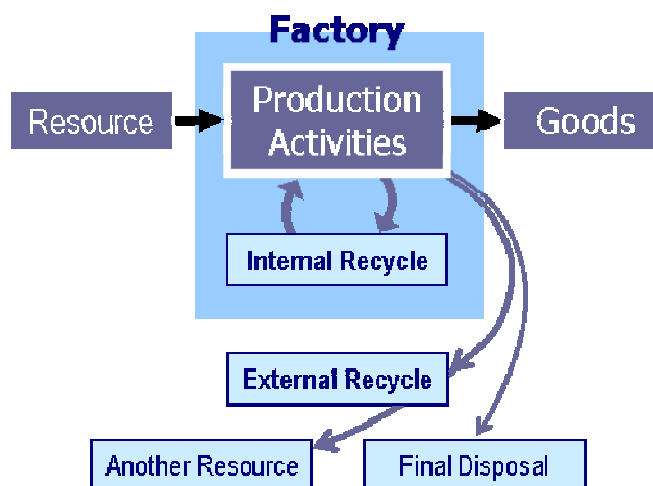 Factory
Resource
Production
Activities
Goods
Internal Recycle
External Recycle
Another Resource
Final Disposal